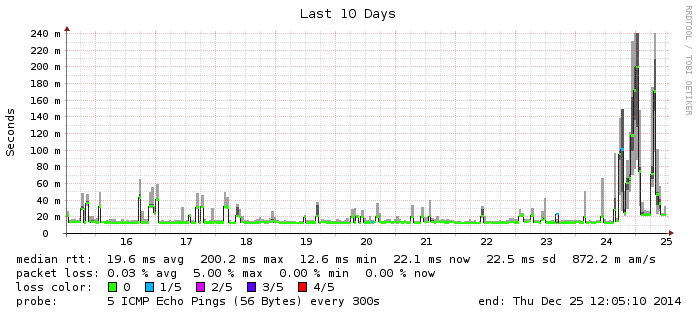 Last 10 Days
RRDTOOL / TOBI OETIKER
Seconds
240 m
220 m
200 m
180 m
160 m
140 m
120 m
100 m
80 m
60 m
40 m
20 m
0
16 17 18 19 20 21 22 23 24 25
median rtt: 19.6 ms avg 200.2 ms max 12.6 ms min 22.1 ms now 22.5 ms sd 872.2 m am/s
packet loss: 0.03 % avg 5.00 % max 0.00 % min 0.00 % now
loss color: 0 1/5 2/5 3/5 4/5
probe: 5 ICMP Echo Pings (56 Bytes) every 300s end: Thu Dec 25 12:05:10 2014